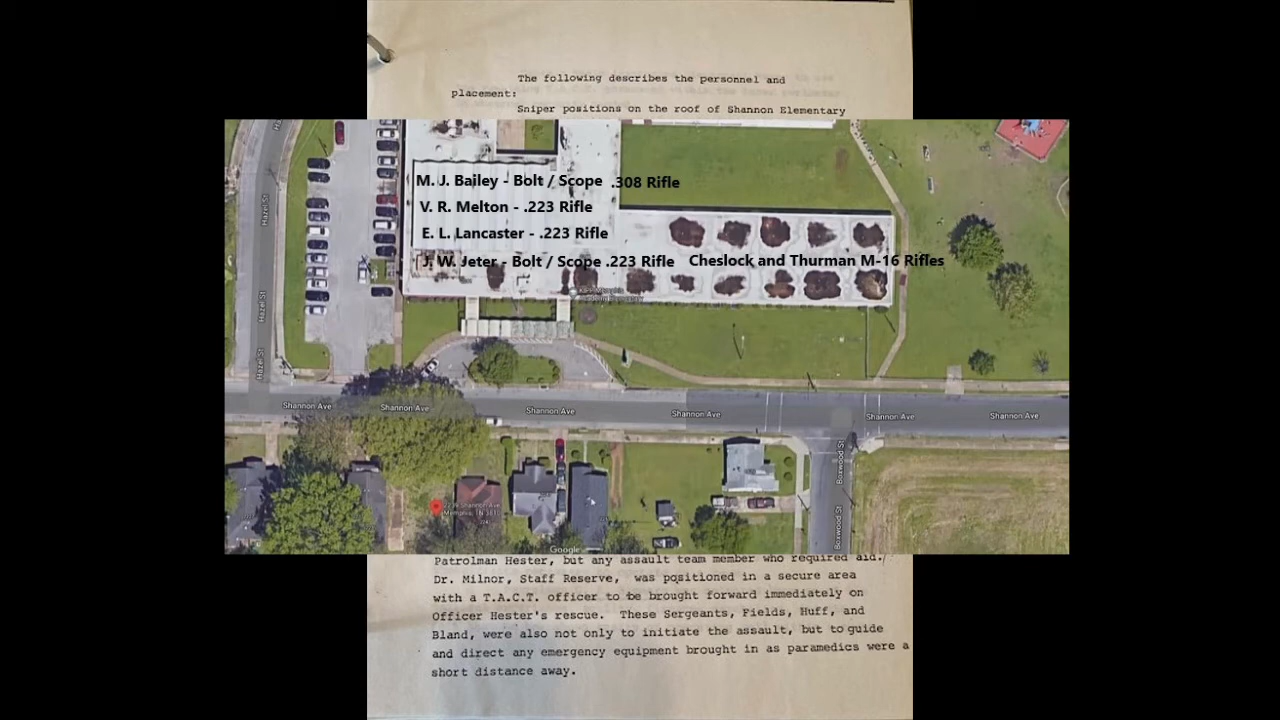 The following describes the personnel and
placement:
Sniper positions on the roof of Shannon Elementary
M. J. Bailey - Bolt / Scope .308 Rifle
V. R. Melton - .223 Rifle
E. L. Lancaster - .223 Rifle
J. W. Jeter - Bolt / Scope .223 Rifle Cheslock and Thurman M-16 Rifles
Hazel St
Hazel St
Hazel St
Shannon Ave Shannon Ave Shannon Ave Shannon Ave Shannon Ave Shannon Ave
Boxwood St
Boxwood St
Shannon Ave
Memphis, TN
Google
Patrolman Hester, but any assault team member who required aid.
Dr. Milnor, Staff Reserve, was positioned in a secure area
with a T.A.C.T. officer to be brought forward immediately on
Officer Hester's rescue. These Sergeants, Fields, Huff, and
Bland, were also not only to initiate the assault, but to guide
and direct any emergency equipment brought in as paramedics were a
short distance away.